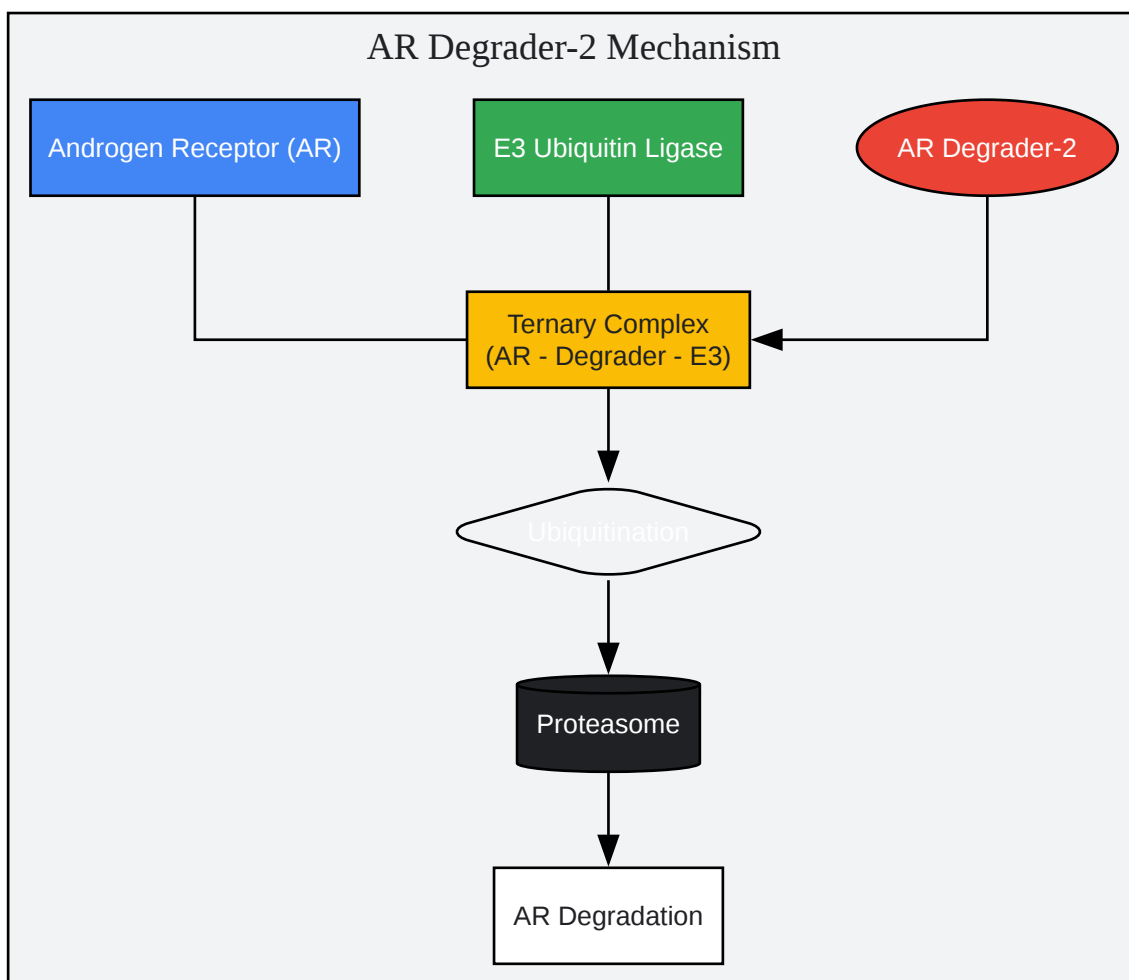 AR Degrader-2 Mechanism
Androgen Receptor (AR)
E3 Ubiquitin Ligase
AR Degrader-2
Ternary Complex
(AR - Degrader - E3)
Ubiquitination
Proteasome
AR Degradation